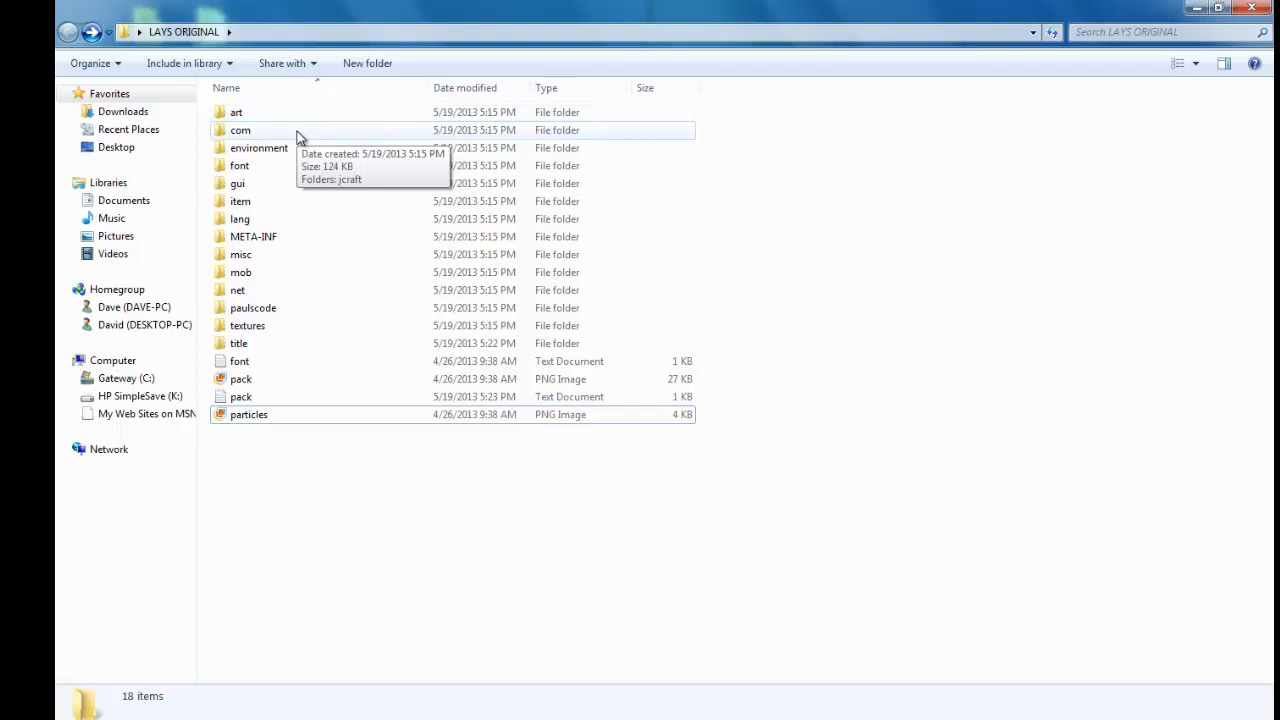 LAYS ORIGINAL
Search LAYS ORIGINAL
Organize Include in library Share with New folder
Name Date modified Type Size
Favorites
Downloads
Recent Places
Desktop
Libraries
Documents
Music
Pictures
Videos
Homegroup
Dave (DAVE-PC)
David (DESKTOP-PC)
Computer
Gateway (C:)
HP SimpleSave (K:)
My Web Sites on MSN
Network
art 5/19/2013 5:15 PM File folder
com 5/19/2013 5:15 PM File folder
environment 5/19/2013 5:15 PM File folder
font 5/19/2013 5:15 PM File folder
gui 5/19/2013 5:15 PM File folder
item 5/19/2013 5:15 PM File folder
lang 5/19/2013 5:15 PM File folder
META-INF 5/19/2013 5:15 PM File folder
misc 5/19/2013 5:15 PM File folder
mob 5/19/2013 5:15 PM File folder
net 5/19/2013 5:15 PM File folder
paulscode 5/19/2013 5:15 PM File folder
textures 5/19/2013 5:15 PM File folder
title 5/19/2013 5:22 PM File folder
font 4/26/2013 9:38 AM Text Document 1 KB
pack 4/26/2013 9:38 AM PNG Image 27 KB
pack 5/19/2013 5:23 PM Text Document 1 KB
particles 4/26/2013 9:38 AM PNG Image 4 KB
Date created: 5/19/2013 5:15 PM
Size: 124 KB
Folders: jcraft
18 items